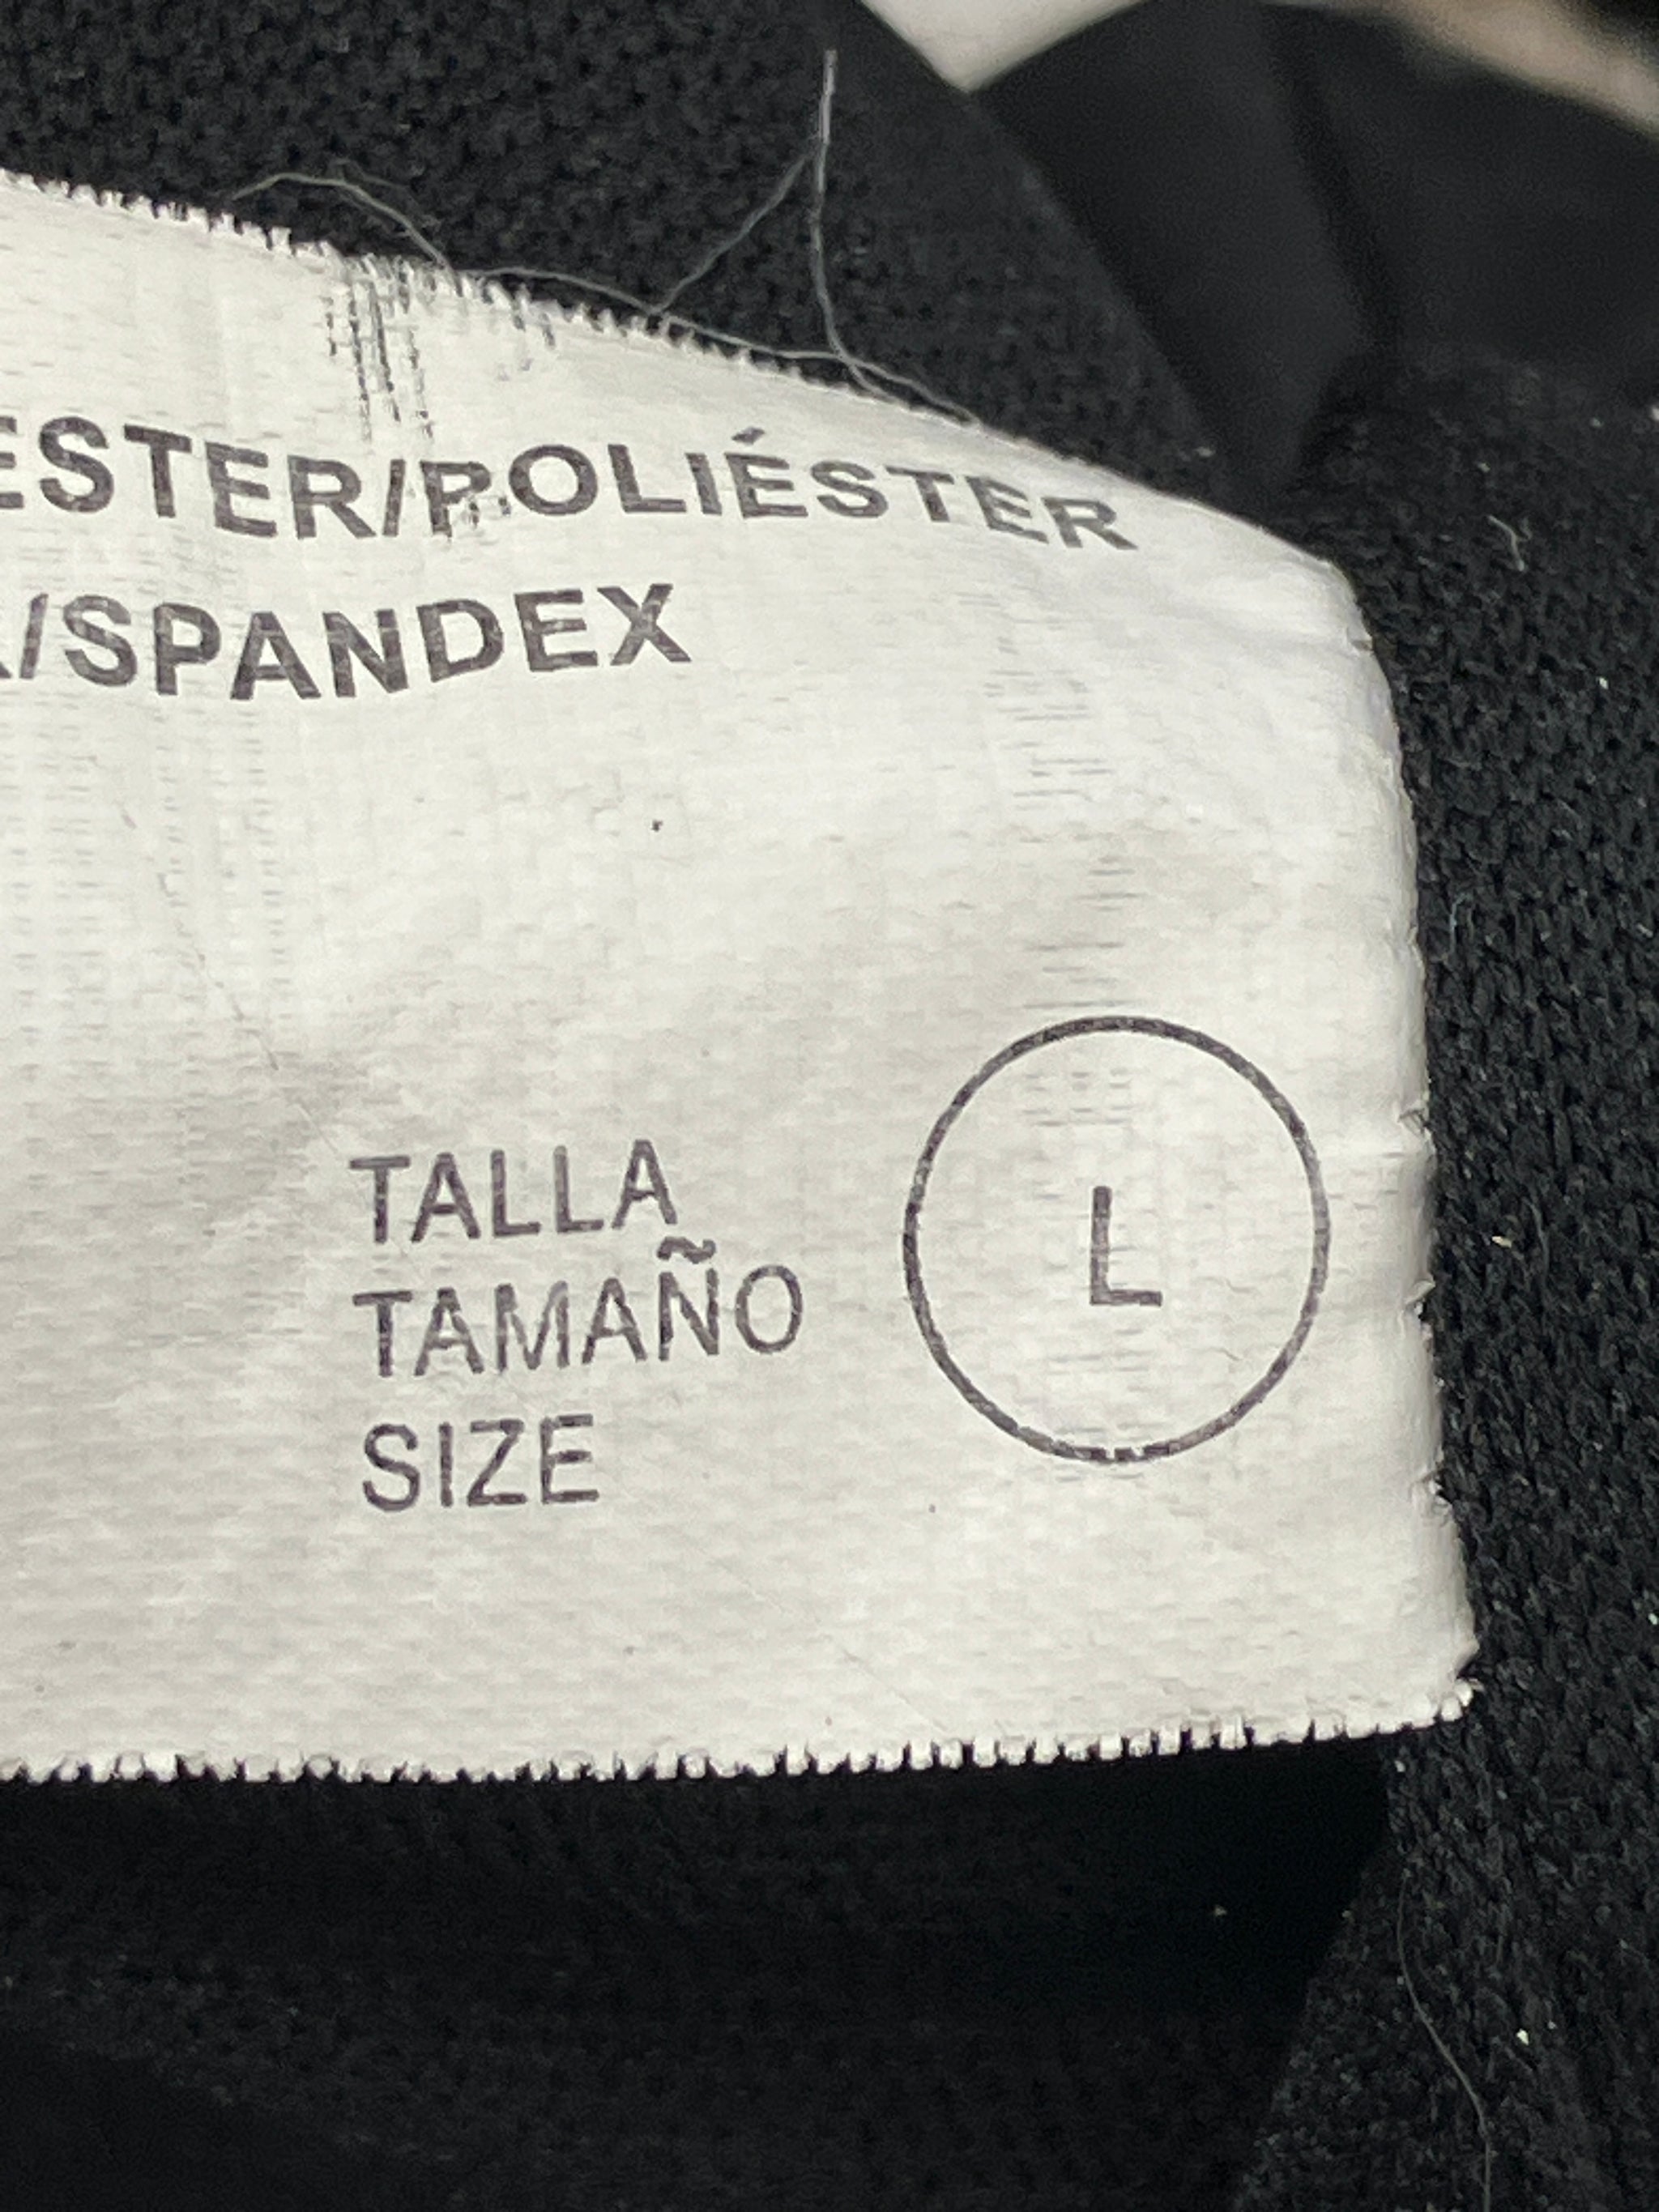 ESTER/POLIÉSTER
/SPANDEX
TALLA
TAMAÑO
SIZE
L